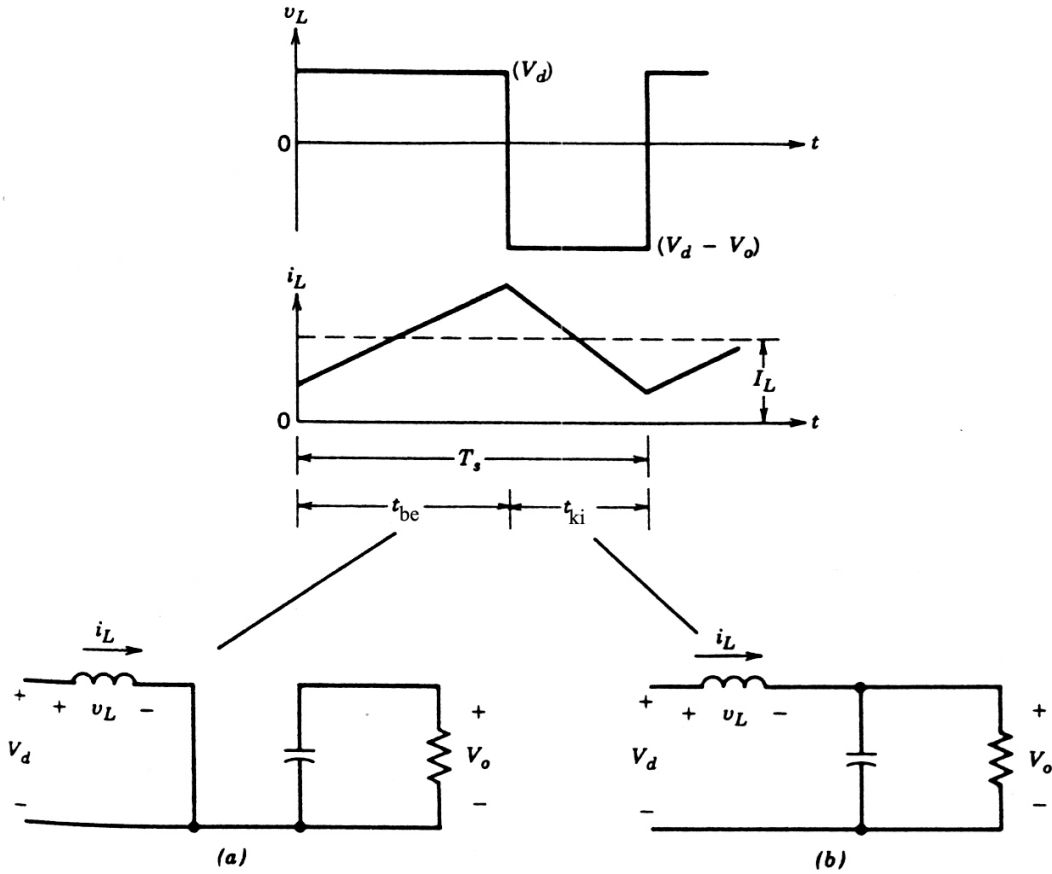 v_L
(V_d)
0
t
(V_d − V_o)
i_L
I_L
0
t
T_s
t_be
t_ki
i_L
+ + v_L −
V_d
−
+
V_o
−
(a)
i_L
+ + v_L −
V_d
−
+
V_o
−
(b)